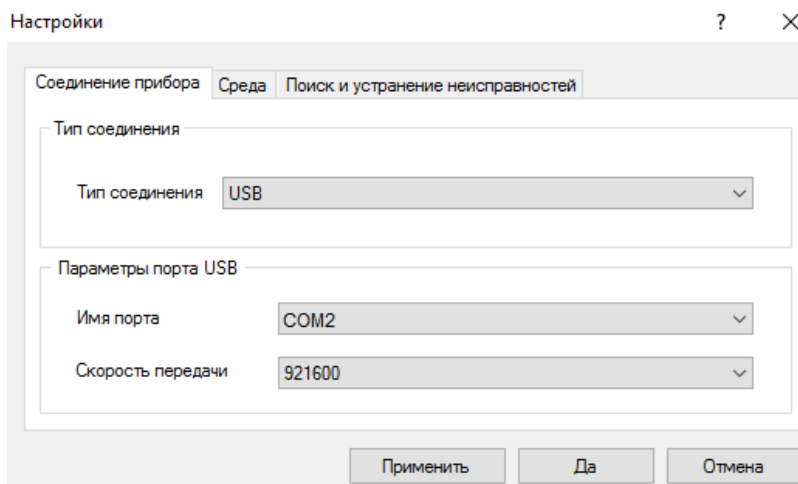 Настройки ?
Соединение прибора Среда Поиск и устранение неисправностей
Тип соединения
Тип соединения USB
Параметры порта USB
Имя порта COM2
Скорость передачи 921600
Применить Да Отмена